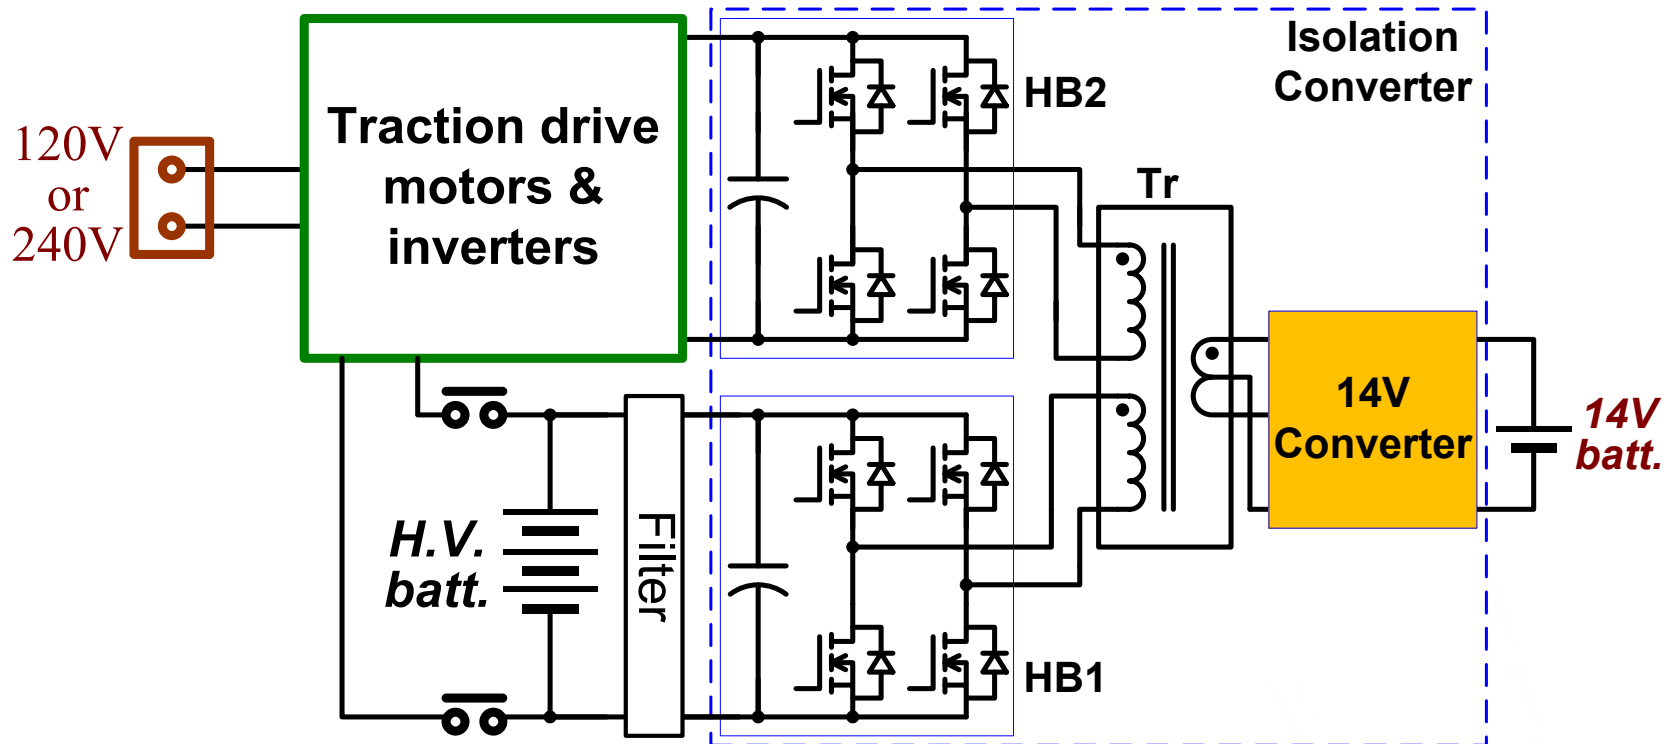 Isolation
Converter
HB2
120V
or
240V
Traction drive
motors &
inverters
Tr
14V
Converter
14V
batt.
H.V.
batt.
Filter
HB1